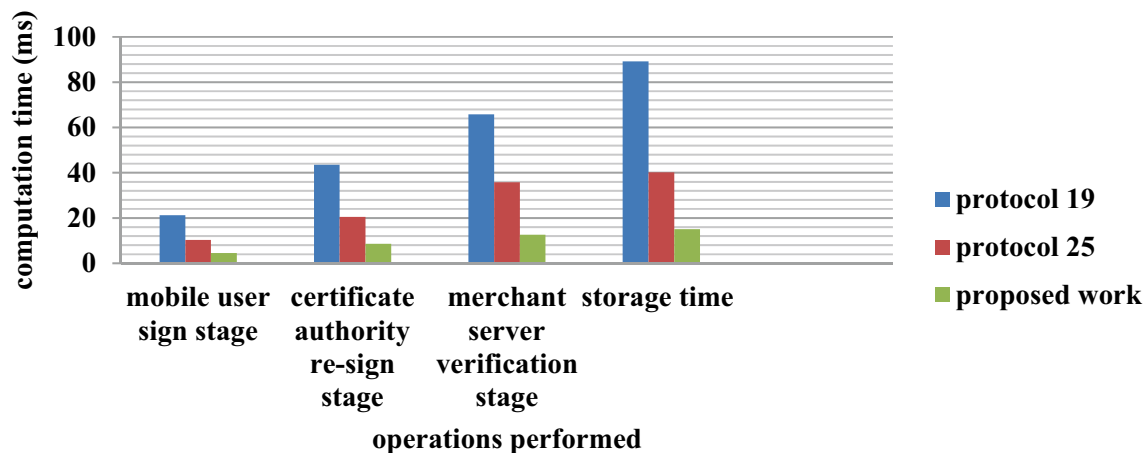 computation time (ms)
100
80
60
40
20
0
mobile user
sign stage
certificate
authority
re-sign
stage
merchant
server
verification
stage
storage time
operations performed
protocol 19
protocol 25
proposed work